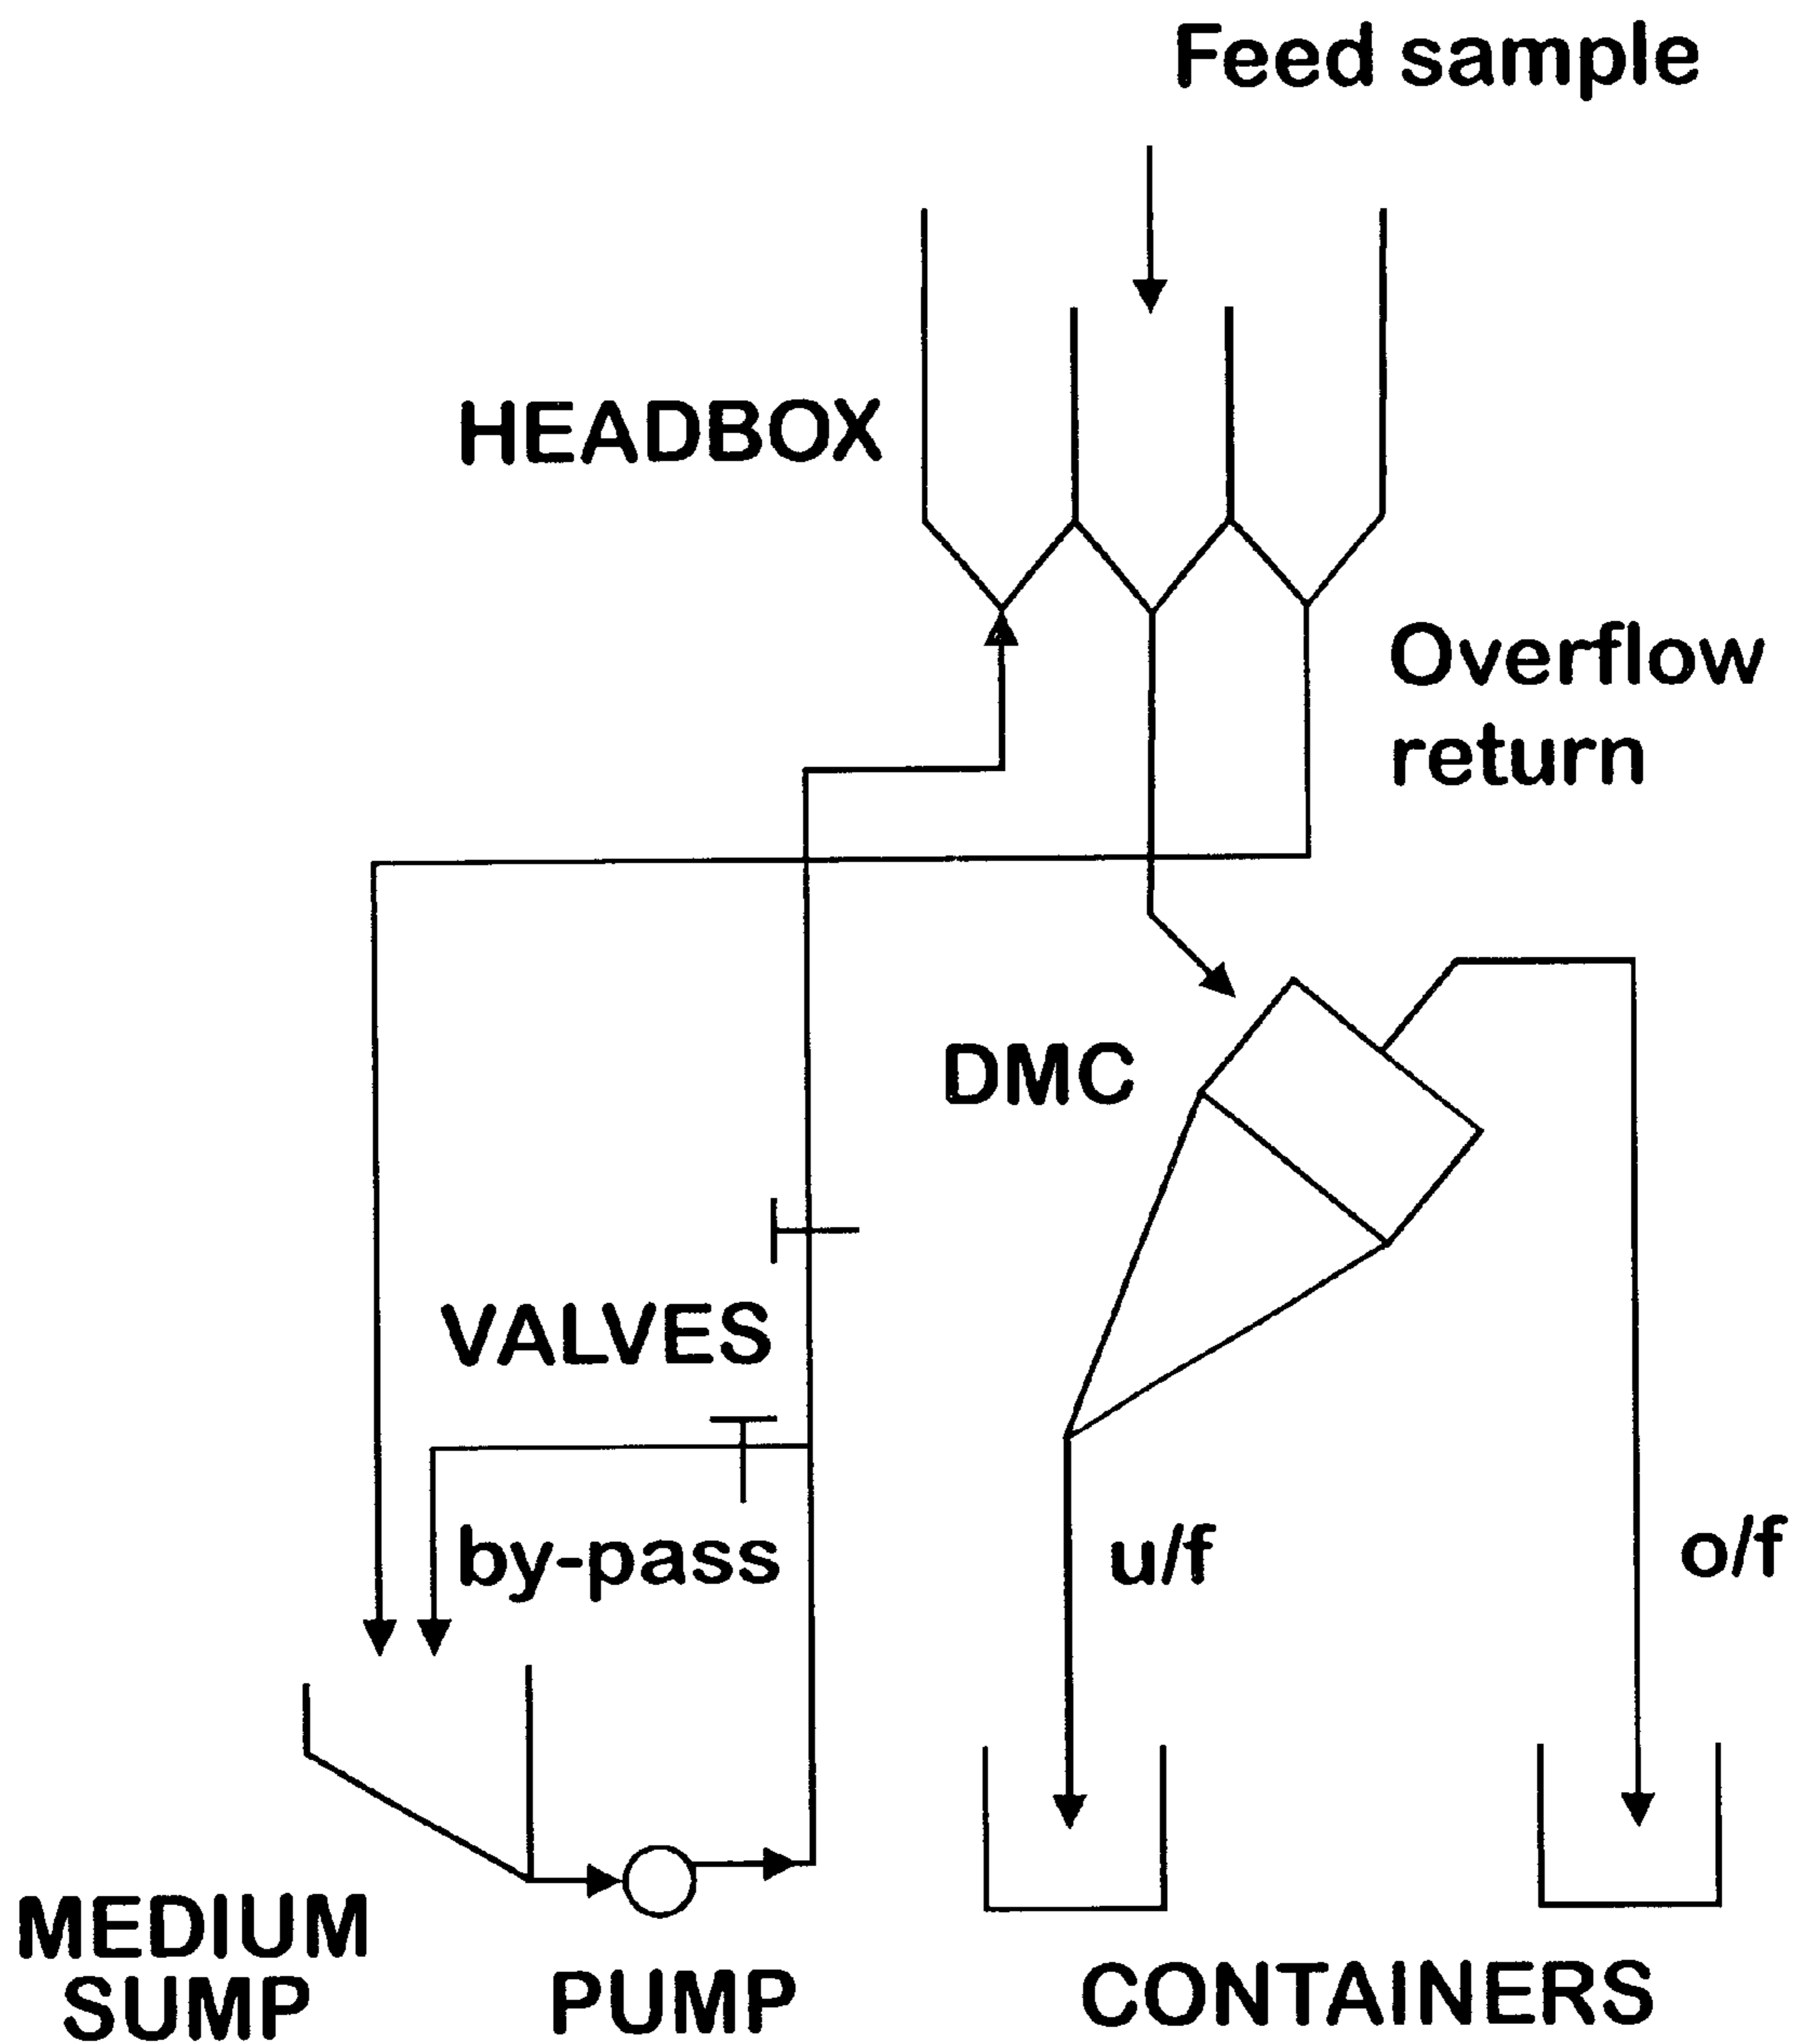 Feed sample
HEADBOX
Overflow
return
DMC
VALVES
by-pass
u/f
o/f
MEDIUM
SUMP
PUMP
CONTAINERS